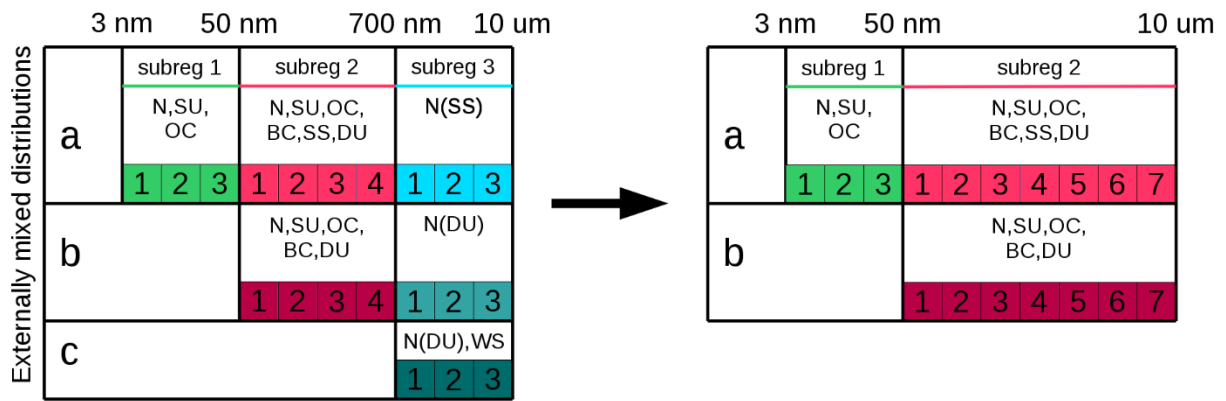 3 nm 50 nm 700 nm 10 um
Externally mixed distributions
subreg 1 subreg 2 subreg 3
a
N,SU,
OC
N,SU,OC,
BC,SS,DU
N(SS)
1 2 3 1 2 3 4 1 2 3
b
N,SU,OC,
BC,DU
N(DU)
1 2 3 4 1 2 3
c
N(DU),WS
1 2 3
3 nm 50 nm 10 um
subreg 1 subreg 2
a
N,SU,
OC
N,SU,OC,
BC,SS,DU
1 2 3 1 2 3 4 5 6 7
b
N,SU,OC,
BC,DU
1 2 3 4 5 6 7